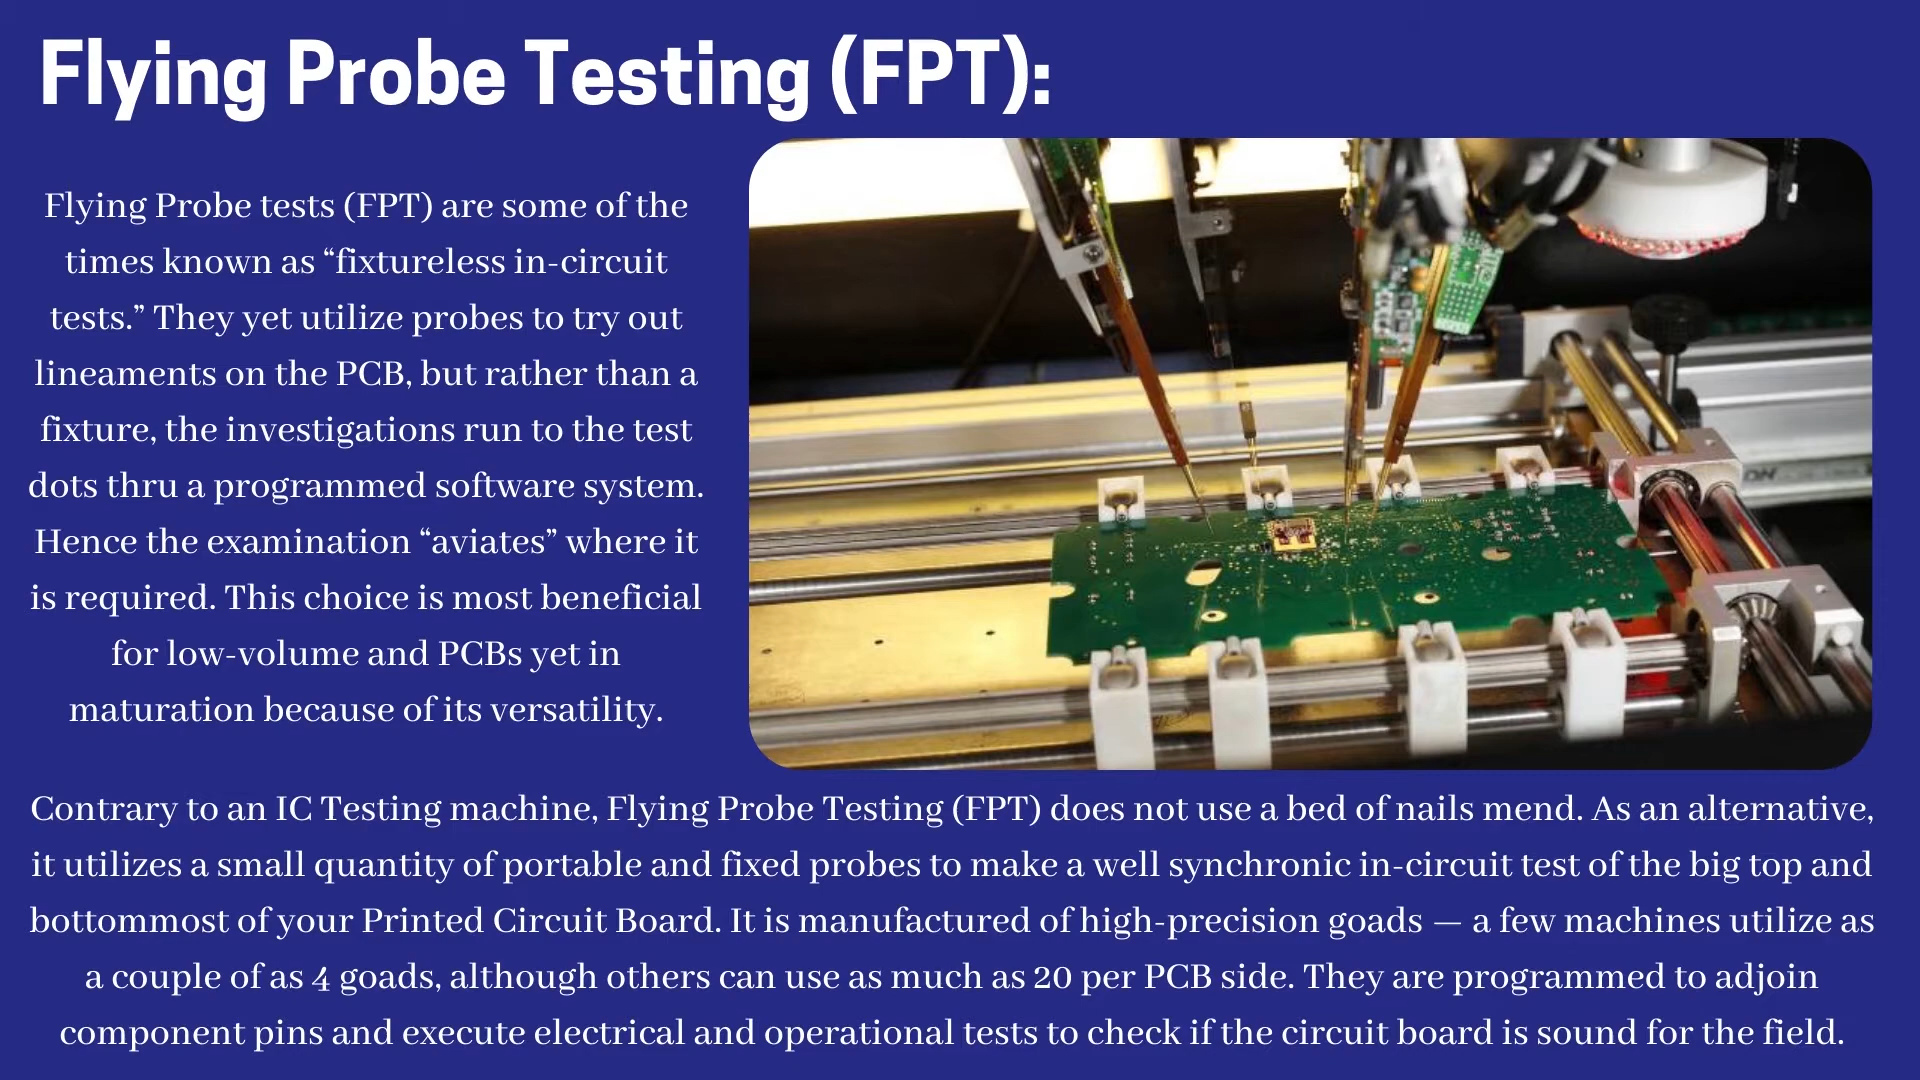 Flying Probe Testing (FPT):
Flying Probe tests (FPT) are some of the
times known as “fixtureless in-circuit
tests.” They yet utilize probes to try out
lineaments on the PCB, but rather than a
fixture, the investigations run to the test
dots thru a programmed software system.
Hence the examination “aviates” where it
is required. This choice is most beneficial
for low-volume and PCBs yet in
maturation because of its versatility.
Contrary to an IC Testing machine, Flying Probe Testing (FPT) does not use a bed of nails mend. As an alternative,
it utilizes a small quantity of portable and fixed probes to make a well synchronic in-circuit test of the big top and
bottommost of your Printed Circuit Board. It is manufactured of high-precision goads — a few machines utilize as
a couple of as 4 goads, although others can use as much as 20 per PCB side. They are programmed to adjoin
component pins and execute electrical and operational tests to check if the circuit board is sound for the field.